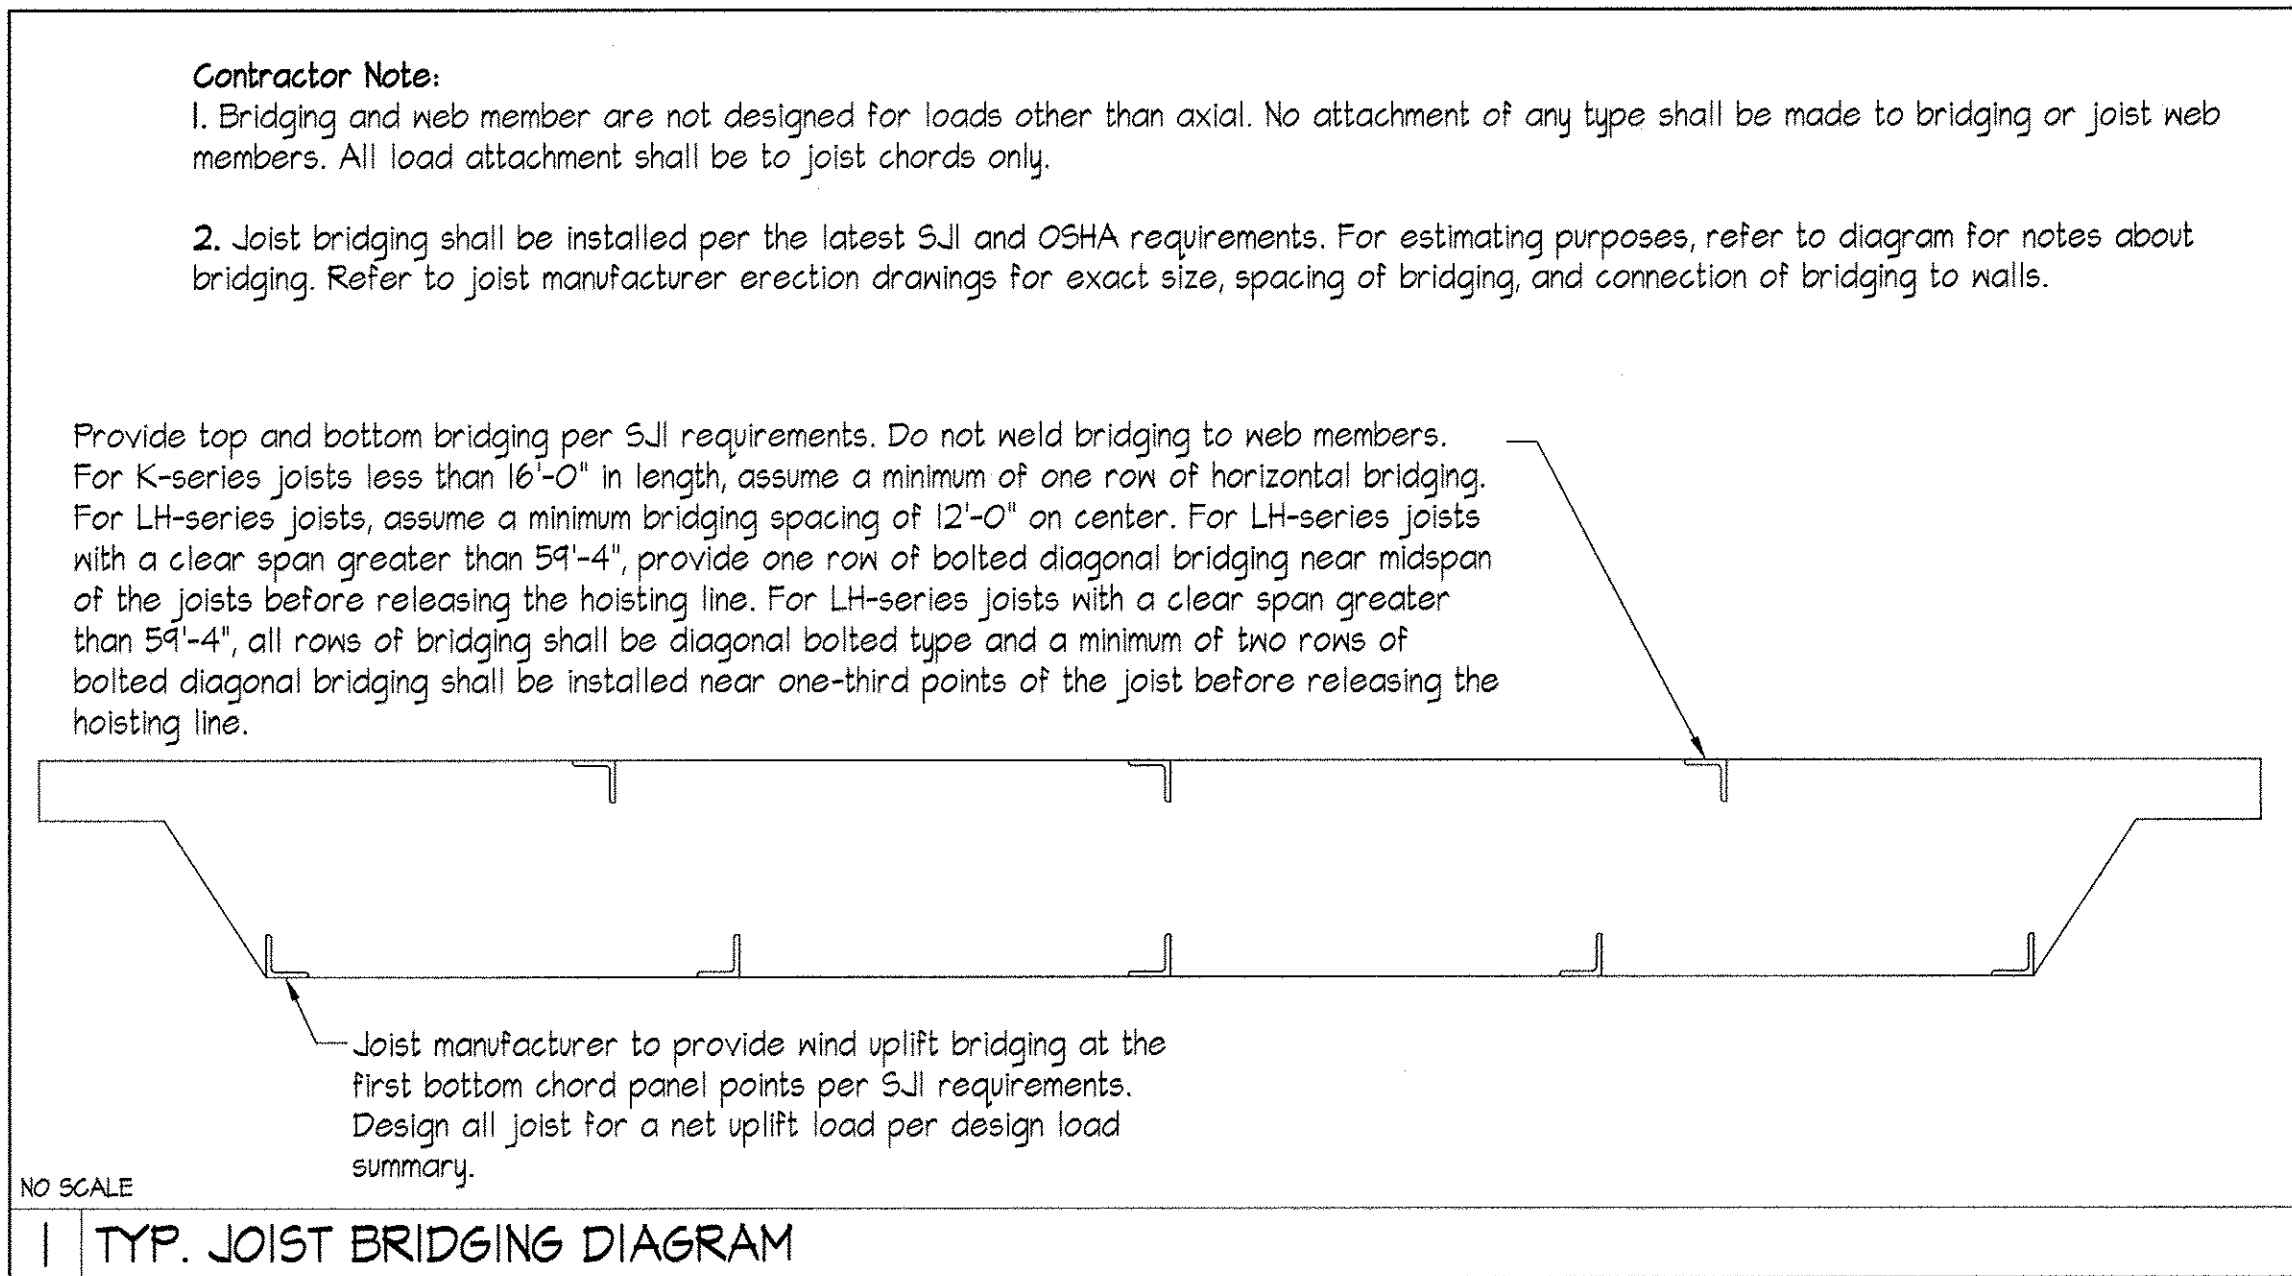 Contractor Note:
1. Bridging and web member are not designed for loads other than axial. No attachment of any type shall be made to bridging or joist web
members. All load attachment shall be to joist chords only.
2. Joist bridging shall be installed per the latest SJI and OSHA requirements. For estimating purposes, refer to diagram for notes about
bridging. Refer to joist manufacturer erection drawings for exact size, spacing of bridging, and connection of bridging to walls.
Provide top and bottom bridging per SJI requirements. Do not weld bridging to web members.
For K-series joists less than 16'-0" in length, assume a minimum of one row of horizontal bridging.
For LH-series joists, assume a minimum bridging spacing of 12'-0" on center. For LH-series joists
with a clear span greater than 59'-4", provide one row of bolted diagonal bridging near midspan
of the joists before releasing the hoisting line. For LH-series joists with a clear span greater
than 59'-4", all rows of bridging shall be diagonal bolted type and a minimum of two rows of
bolted diagonal bridging shall be installed near one-third points of the joist before releasing the
hoisting line.
Joist manufacturer to provide wind uplift bridging at the
first bottom chord panel points per SJI requirements.
Design all joist for a net uplift load per design load
summary.
NO SCALE
1 TYP. JOIST BRIDGING DIAGRAM